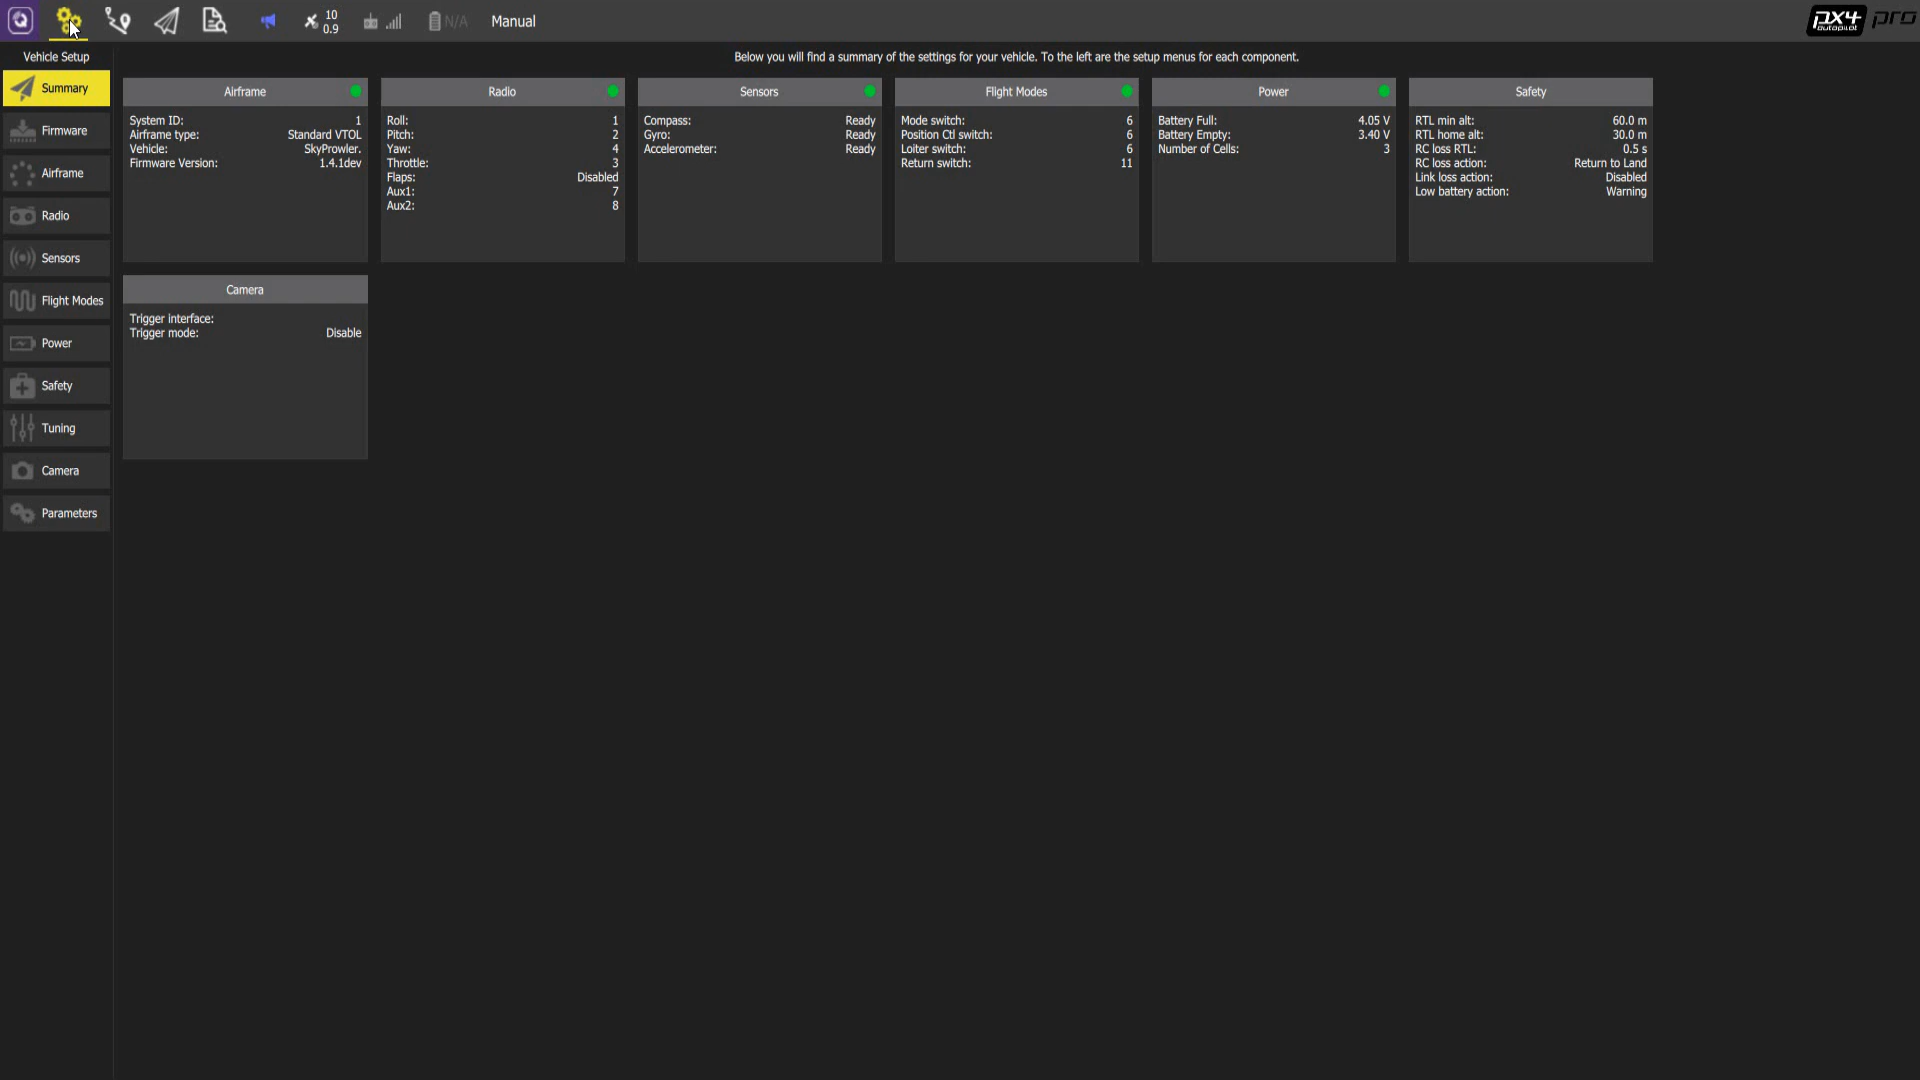 10
0.9
N/A
Manual
px4 pro
autopilot
Vehicle Setup
Below you will find a summary of the settings for your vehicle. To the left are the setup menus for each component.
Summary
Firmware
Airframe
Radio
Sensors
Flight Modes
Power
Safety
Tuning
Camera
Parameters
Airframe
System ID: 1
Airframe type: Standard VTOL
Vehicle: SkyProwler.
Firmware Version: 1.4.1dev
Radio
Roll: 1
Pitch: 2
Yaw: 4
Throttle: 3
Flaps: Disabled
Aux1: 7
Aux2: 8
Sensors
Compass: Ready
Gyro: Ready
Accelerometer: Ready
Flight Modes
Mode switch: 6
Position Ctl switch: 6
Loiter switch: 6
Return switch: 11
Power
Battery Full: 4.05 V
Battery Empty: 3.40 V
Number of Cells: 3
Safety
RTL min alt: 60.0 m
RTL home alt: 30.0 m
RC loss RTL: 0.5 s
RC loss action: Return to Land
Link loss action: Disabled
Low battery action: Warning
Camera
Trigger interface:
Trigger mode: Disable